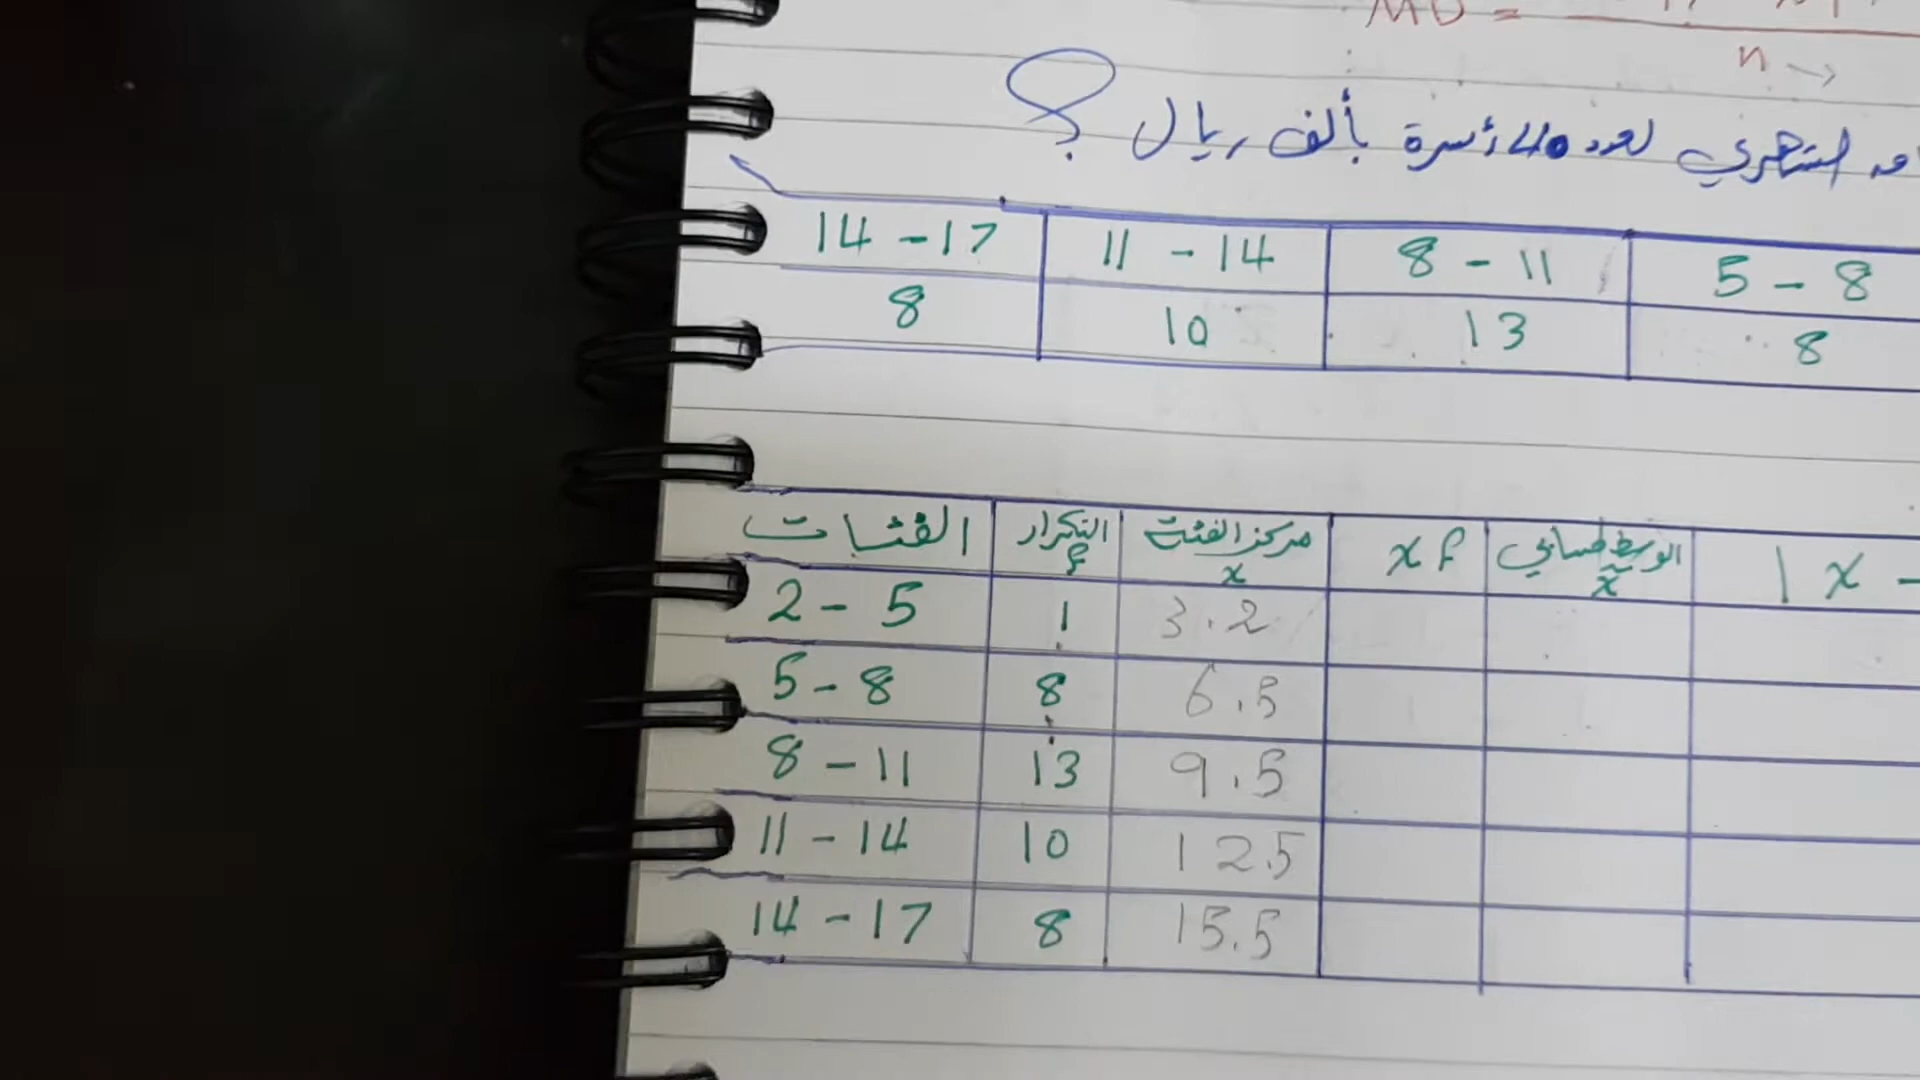 MD =
n
الشهري لعدد 40 أسرة بألف ريال ؟
14 - 17 11 - 14 8 - 11 5 - 8
8 10 13 8
الفئات التكرار f مركز الفئة x x f الوسط الحسابي x̄ | x -
2 - 5 1 3.2
5 - 8 8 6.5
8 - 11 13 9.5
11 - 14 10 12.5
14 - 17 8 15.5